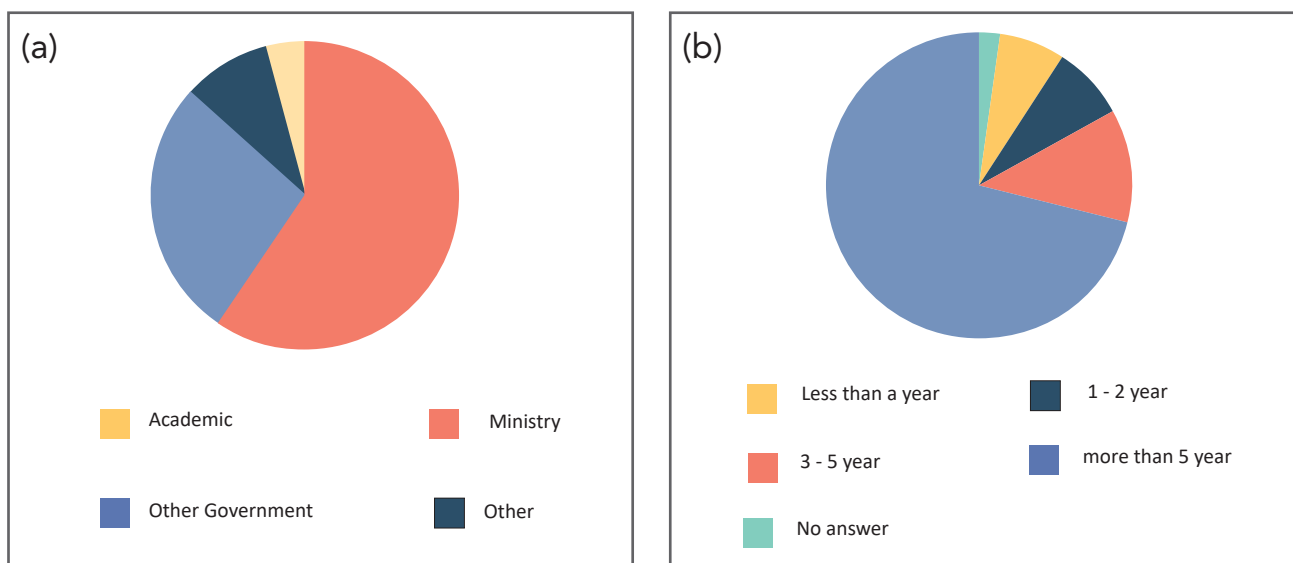 (a)
Academic
Ministry
Other Government
Other
(b)
Less than a year
1 - 2 year
3 - 5 year
more than 5 year
No answer